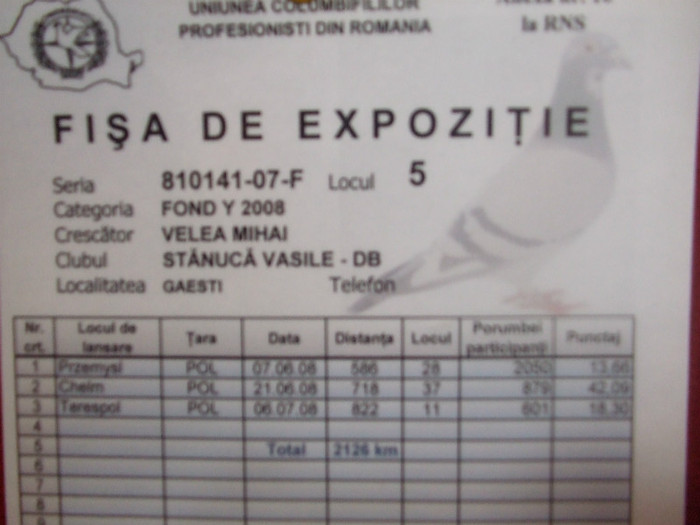 UNIUNEA COLUMBIFILILOR
PROFESIONISTI DIN ROMANIA
la RNS
FIŞA DE EXPOZIŢIE
Seria 810141-07-F Locul 5
Categoria FOND Y 2008
Crescător VELEA MIHAI
Clubul STĂNUCĂ VASILE - DB
Localitatea GAESTI Telefon
Nr. crt. Locul de lansare Ţara Data Distanţa Locul Porumbei participanţi Punctaj
1 Przemysl POL 07.06.08 586 28 2050 13.66
2 Chelm POL 21.06.08 718 37 879 42.09
3 Terespol POL 06.07.08 822 11 601 18.30
4
5 Total 2126 km
6
7
8
9